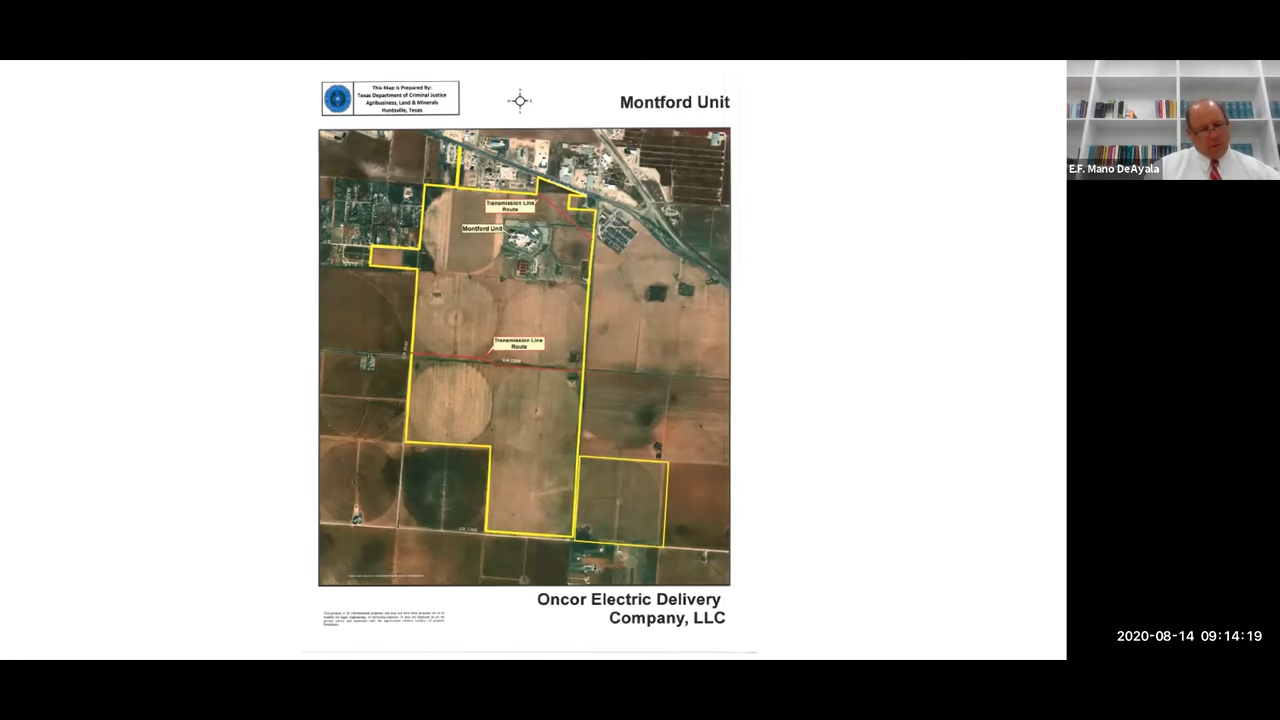 This Map is Prepared by:
Texas Department of Criminal Justice
Agribusiness, Land & Minerals
Huntsville, Texas
Montford Unit
Transmission Line
Route
Montford Unit
Transmission Line
Route
Oncor Electric Delivery
Company, LLC
E.F. Mano DeAyala
2020-08-14 09:14:19